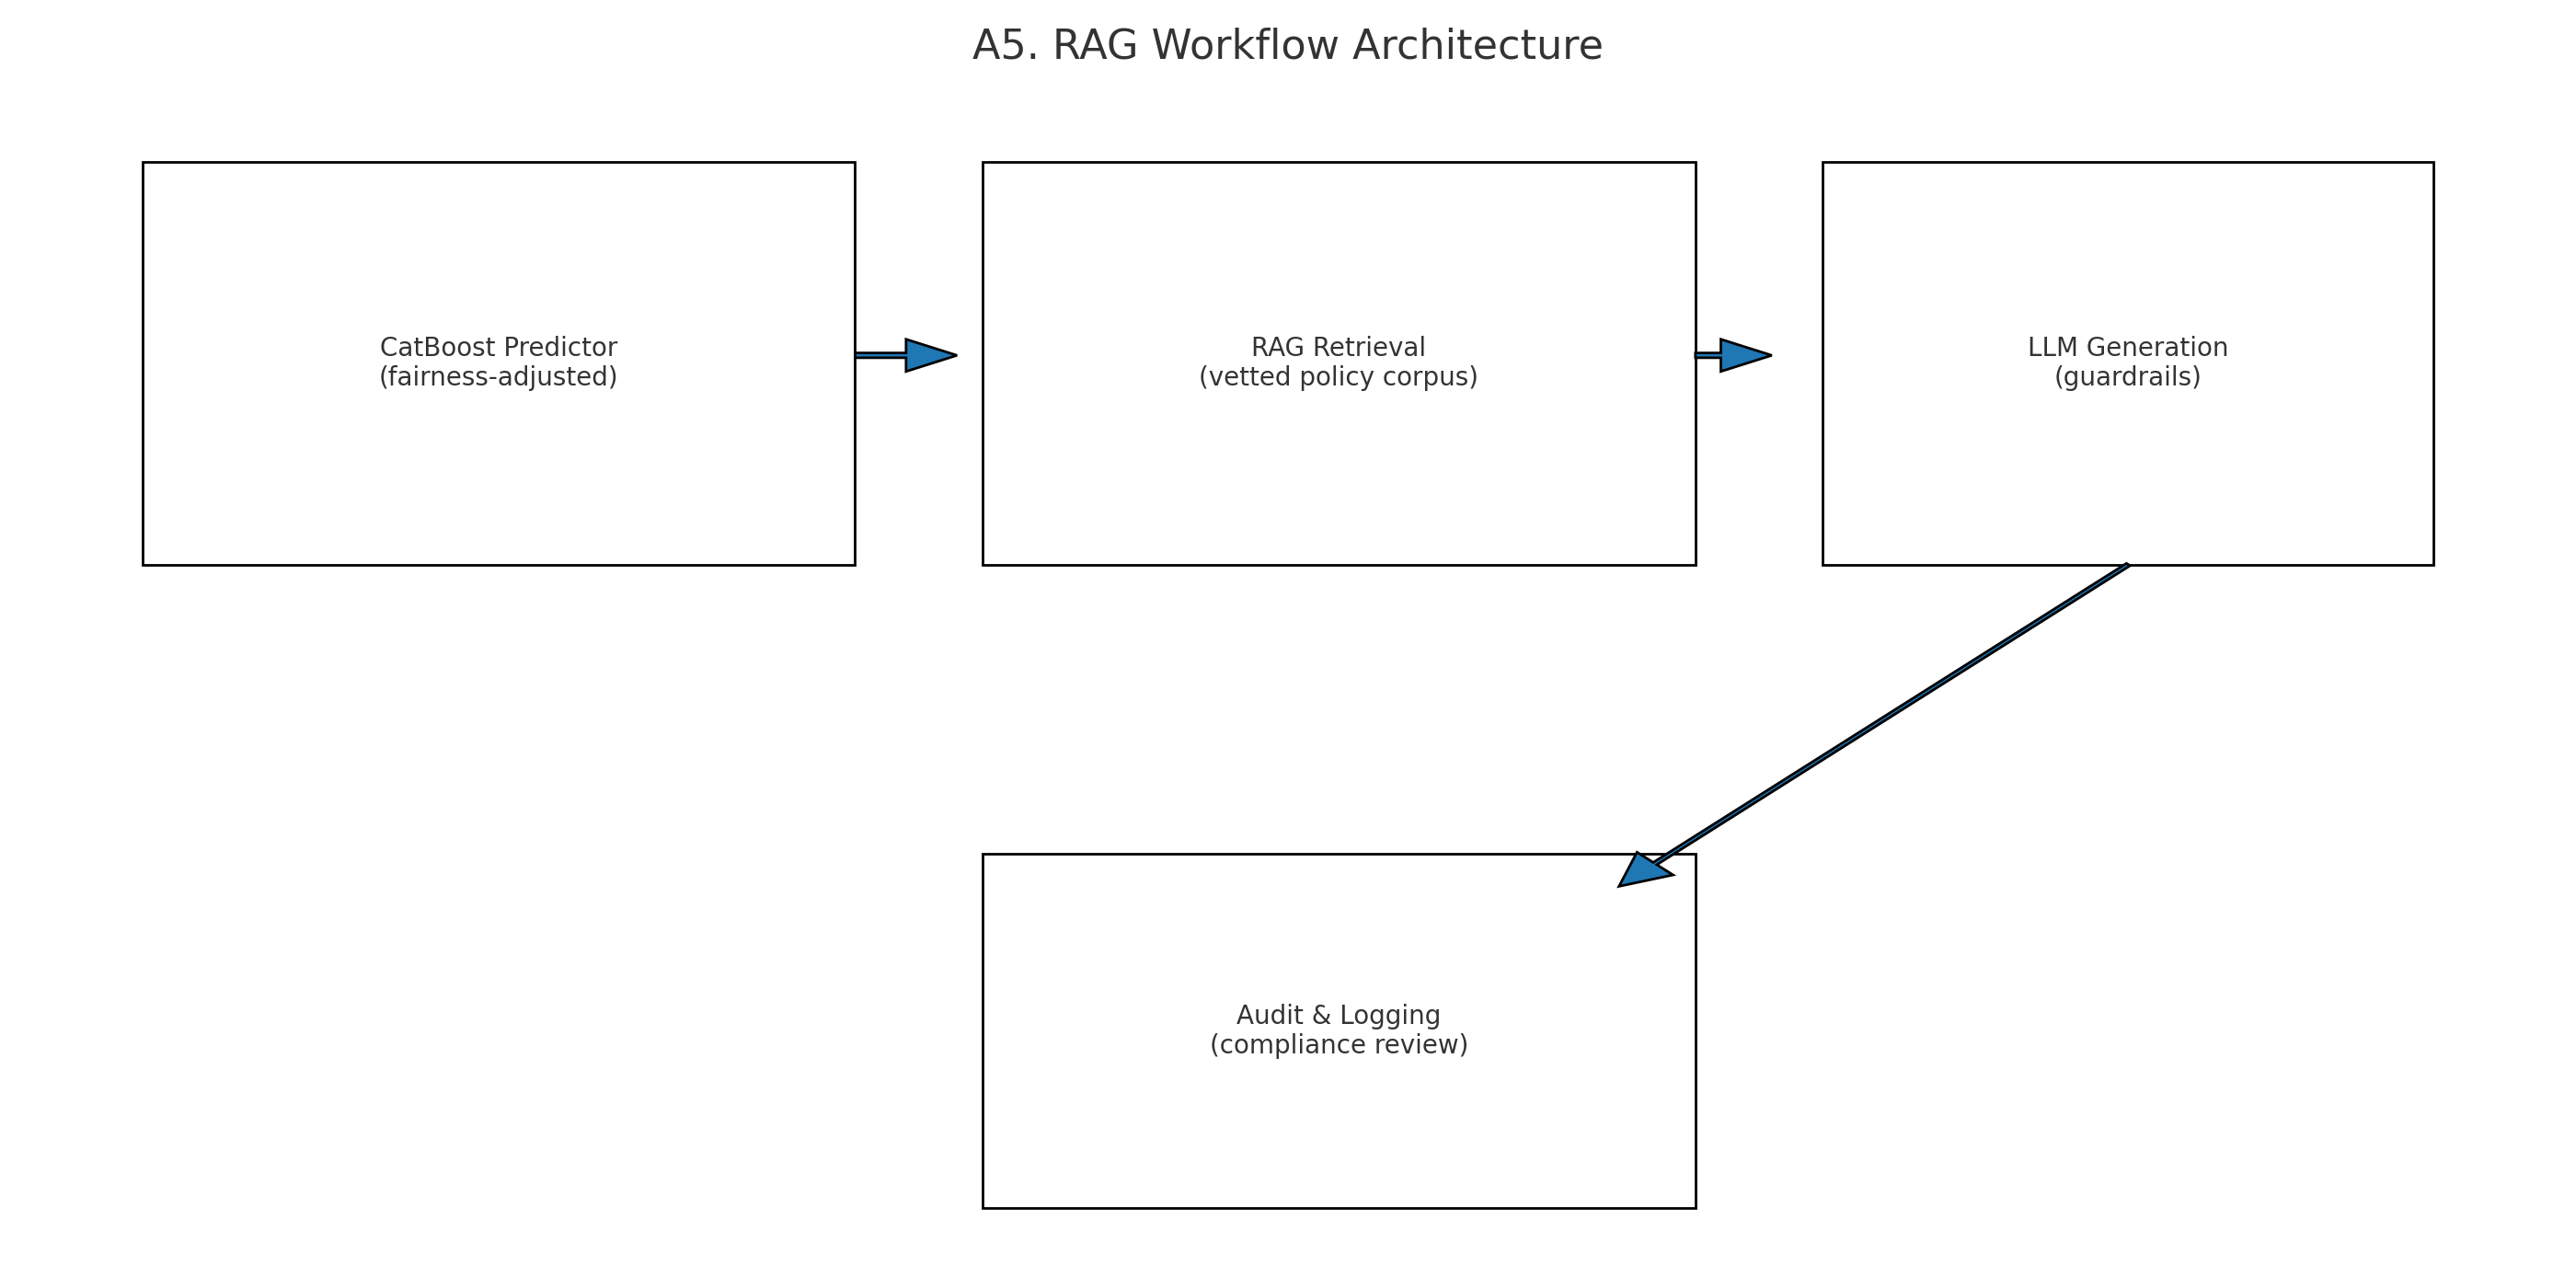 A5. RAG Workflow Architecture
CatBoost Predictor
(fairness-adjusted)
RAG Retrieval
(vetted policy corpus)
LLM Generation
(guardrails)
Audit & Logging
(compliance review)